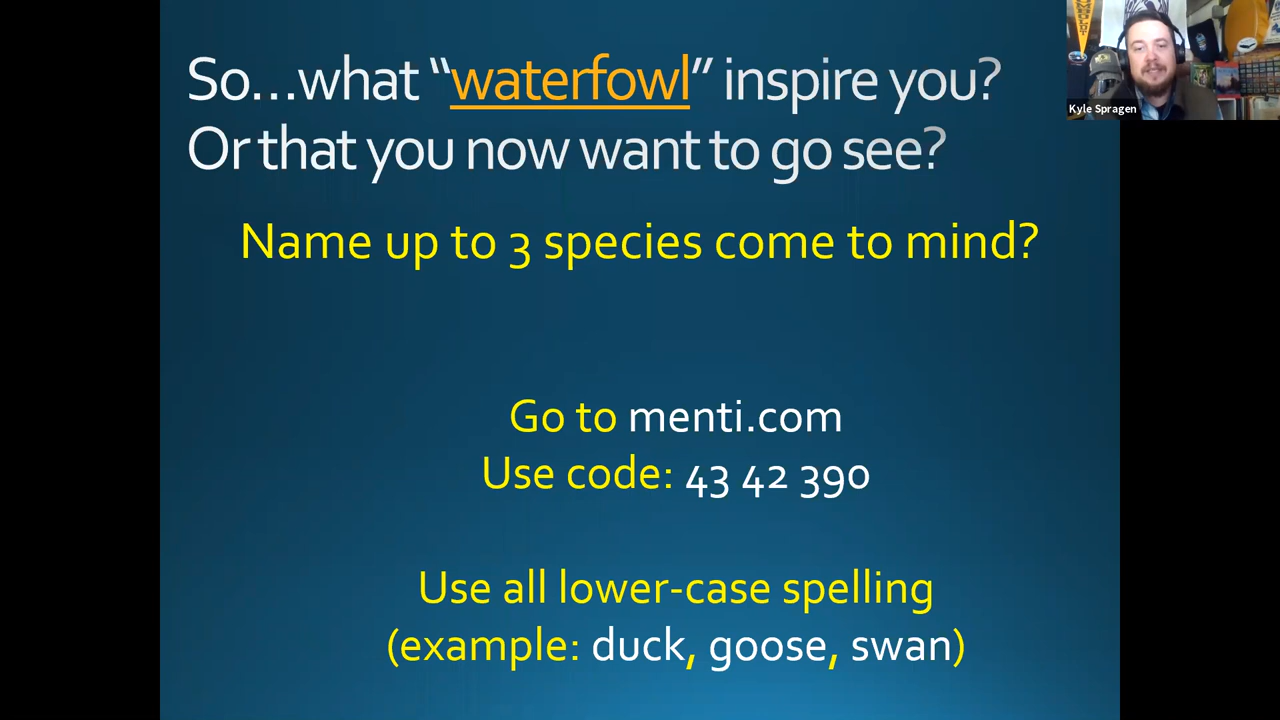 So…what “waterfowl” inspire you?
Or that you now want to go see?
Name up to 3 species come to mind?
Go to menti.com
Use code: 43 42 390
Use all lower-case spelling
(example: duck, goose, swan)
Kyle Spragen